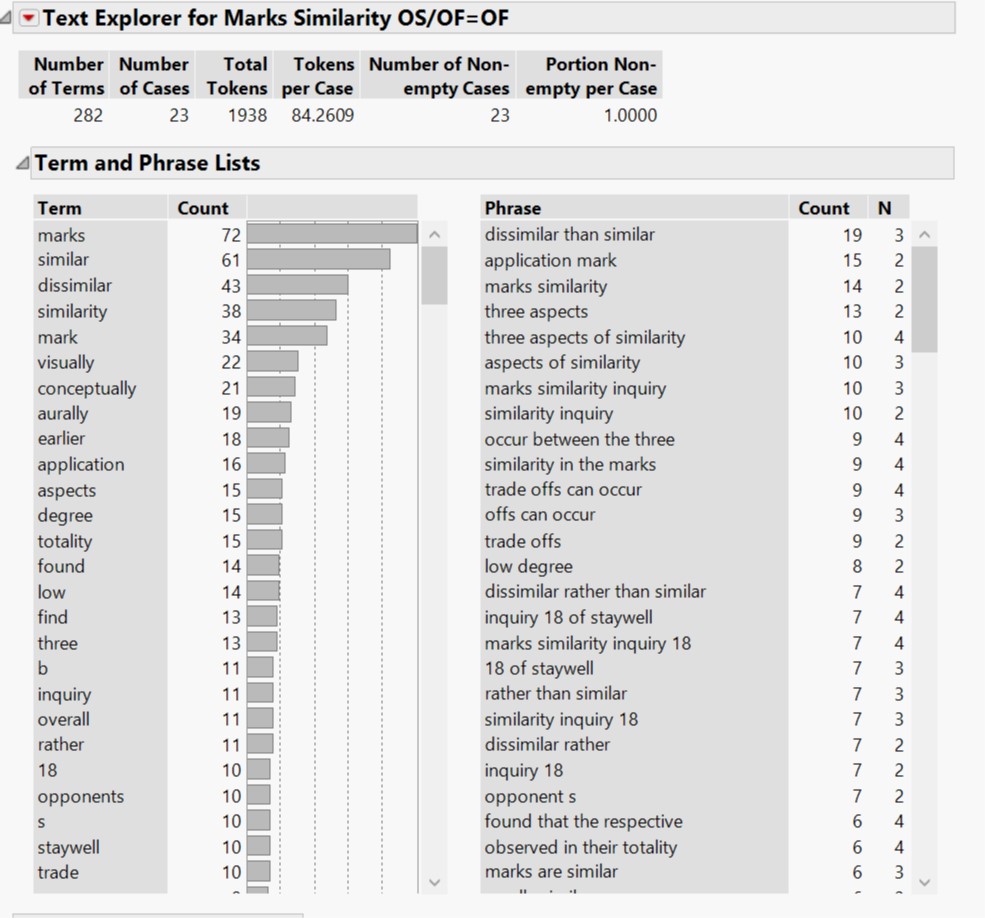 Text Explorer for Marks Similarity OS/OF=OF
Number of Terms Number of Cases Total Tokens Tokens per Case Number of Non-empty Cases Portion Non-empty per Case
282 23 1938 84.2609 23 1.0000
Term and Phrase Lists
Term Count
marks 72
similar 61
dissimilar 43
similarity 38
mark 34
visually 22
conceptually 21
aurally 19
earlier 18
application 16
aspects 15
degree 15
totality 15
found 14
low 14
find 13
three 13
b 11
inquiry 11
overall 11
rather 11
18 10
opponents 10
s 10
staywell 10
trade 10
Phrase Count N
dissimilar than similar 19 3
application mark 15 2
marks similarity 14 2
three aspects 13 2
three aspects of similarity 10 4
aspects of similarity 10 3
marks similarity inquiry 10 3
similarity inquiry 10 2
occur between the three 9 4
similarity in the marks 9 4
trade offs can occur 9 4
offs can occur 9 3
trade offs 9 2
low degree 8 2
dissimilar rather than similar 7 4
inquiry 18 of staywell 7 4
marks similarity inquiry 18 7 4
18 of staywell 7 3
rather than similar 7 3
similarity inquiry 18 7 3
dissimilar rather 7 2
inquiry 18 7 2
opponent s 7 2
found that the respective 6 4
observed in their totality 6 4
marks are similar 6 3